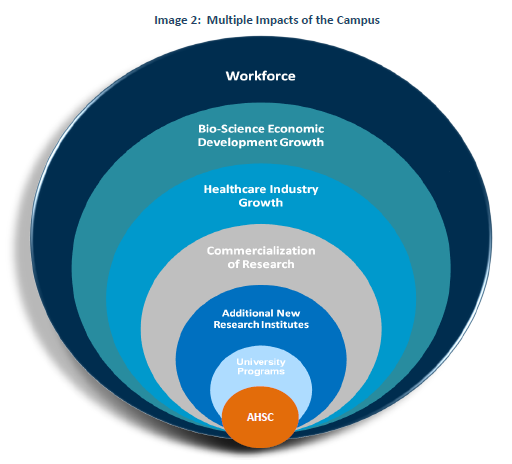 Image 2:  Multiple Impacts of the Campus
Workforce
Bio-Science Economic
Development Growth
Healthcare Industry
Growth
Commercialization
of Research
Additional New
Research Institutes
University
Programs
AHSC